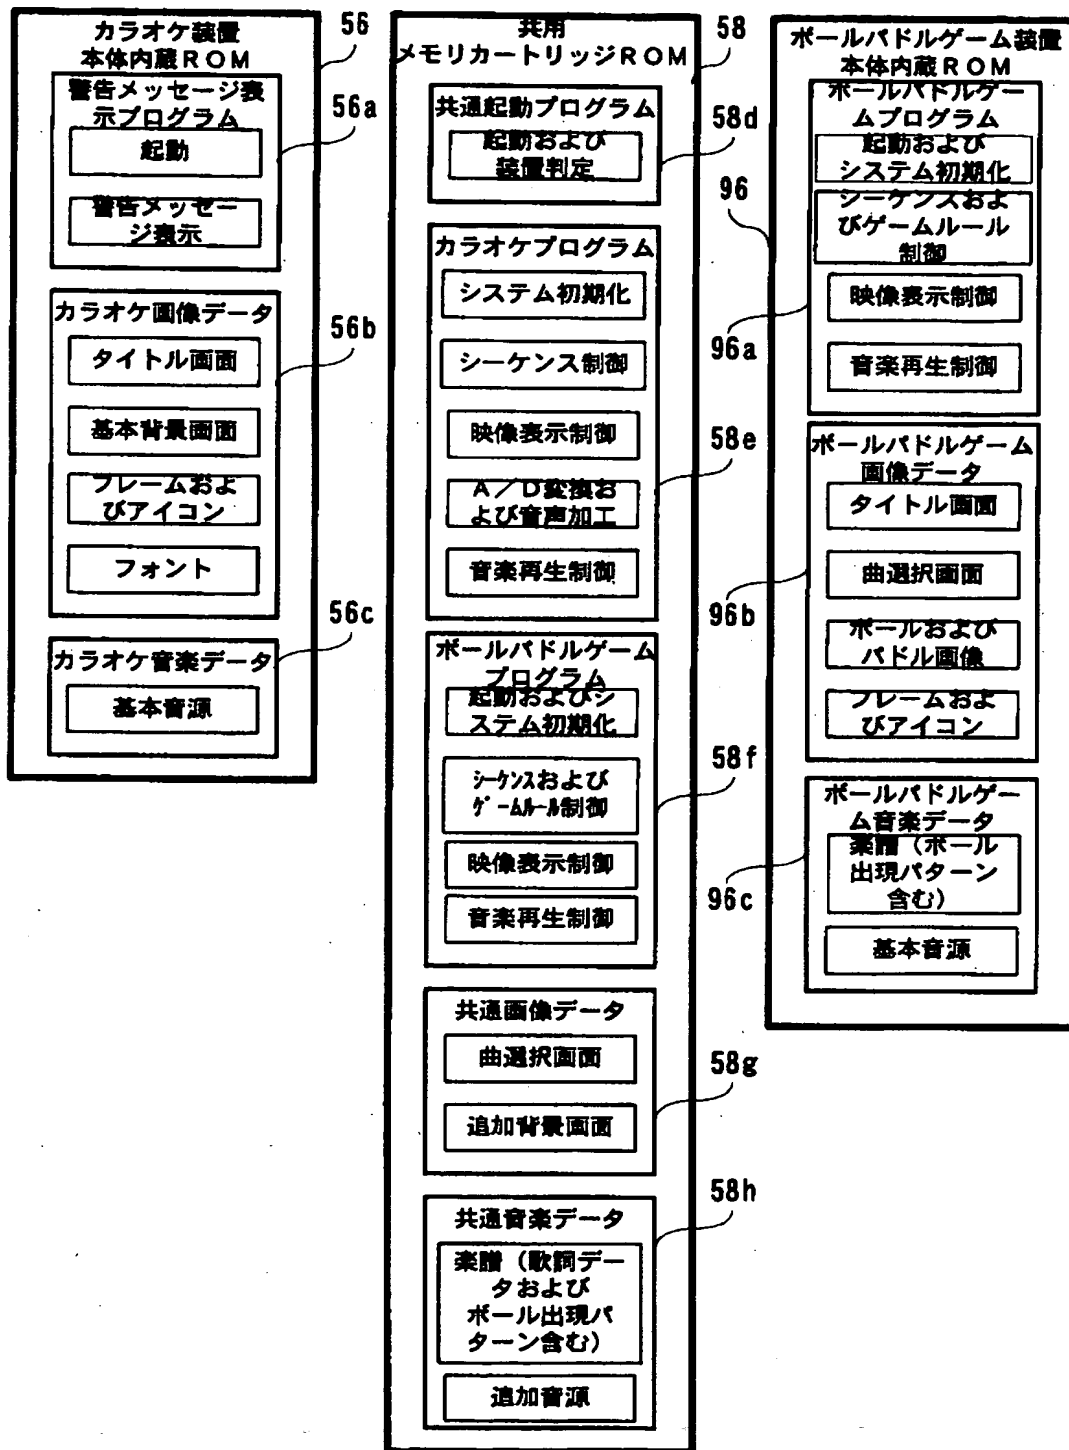 カラオケ装置
本体内蔵ROM
56
警告メッセージ表
示プログラム
56a
起動
警告メッセー
ジ表示
カラオケ画像データ
56b
タイトル画面
基本背景画面
フレームおよ
びアイコン
フォント
56c
カラオケ音楽データ
基本音源
共用
メモリカートリッジROM
58
共通起動プログラム
58d
起動および
装置判定
カラオケプログラム
システム初期化
シーケンス制御
映像表示制御
58e
A/D変換お
よび音声加工
音楽再生制御
ボールパドルゲーム
プログラム
起動およびシ
ステム初期化
58f
シーケンスおよび
ゲームルール制御
映像表示制御
音楽再生制御
共通画像データ
曲選択画面
58g
追加背景画面
58h
共通音楽データ
楽譜(歌詞デー
タおよび
ボール出現パ
ターン含む)
追加音源
ボールパドルゲーム装置
本体内蔵ROM
96
ボールパドルゲー
ムプログラム
起動および
システム初期化
シーケンスおよ
びゲームルール
制御
映像表示制御
96a
音楽再生制御
ボールパドルゲーム
画像データ
タイトル画面
曲選択画面
96b
ボールおよび
パドル画像
フレームおよ
びアイコン
ボールパドルゲー
ム音楽データ
楽譜(ボール
出現パターン
含む)
96c
基本音源